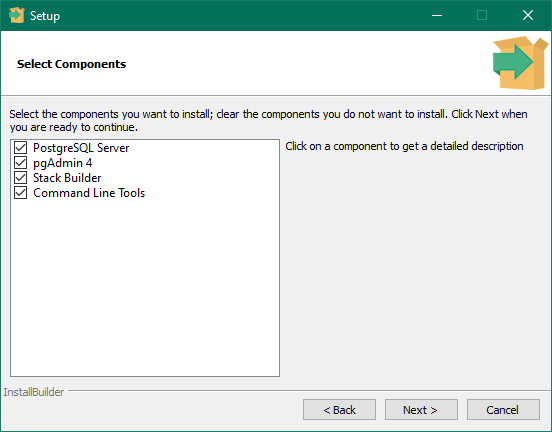 Setup
Select Components
Select the components you want to install; clear the components you do not want to install. Click Next when
you are ready to continue.
PostgreSQL Server
pgAdmin 4
Stack Builder
Command Line Tools
Click on a component to get a detailed description
InstallBuilder
< Back
Next >
Cancel